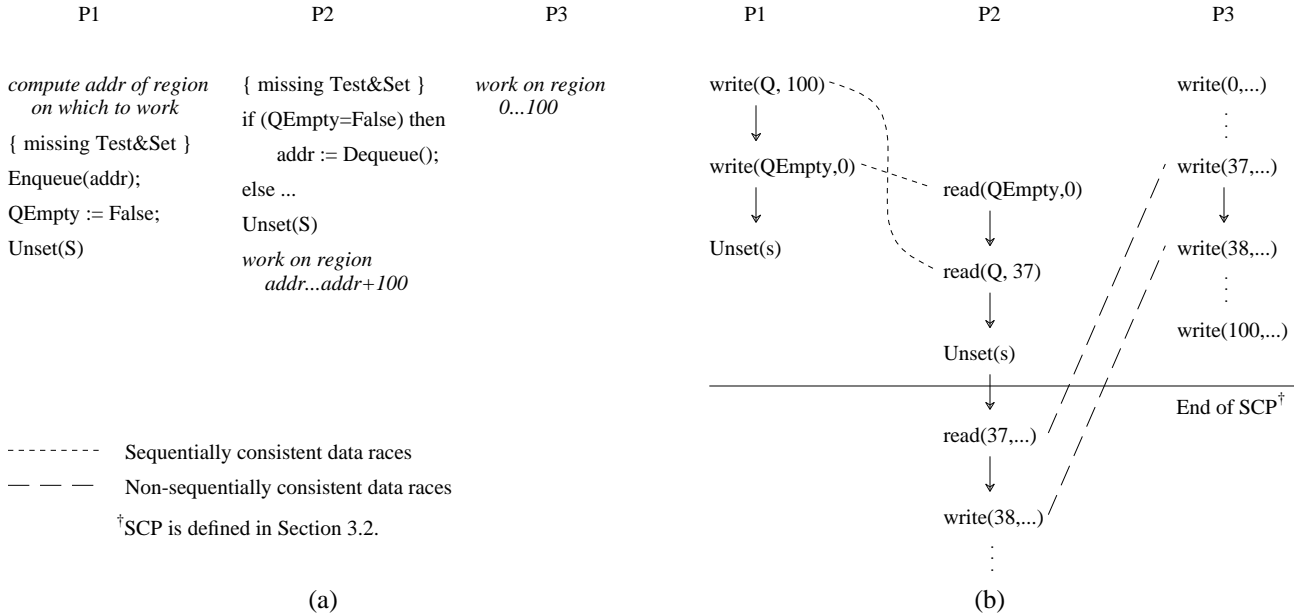 P1
P2
P3
compute addr of region
on which to work
{ missing Test&Set }
Enqueue(addr);
QEmpty := False;
Unset(S)
{ missing Test&Set }
if (QEmpty=False) then
addr := Dequeue();
else ...
Unset(S)
work on region
addr...addr+100
work on region
0...100
Sequentially consistent data races
Non-sequentially consistent data races
†SCP is defined in Section 3.2.
(a)
P1
P2
P3
write(Q, 100)
write(QEmpty,0)
Unset(s)
read(QEmpty,0)
read(Q, 37)
Unset(s)
read(37,...)
write(38,...)
write(0,...)
write(37,...)
write(38,...)
write(100,...)
End of SCP†
(b)